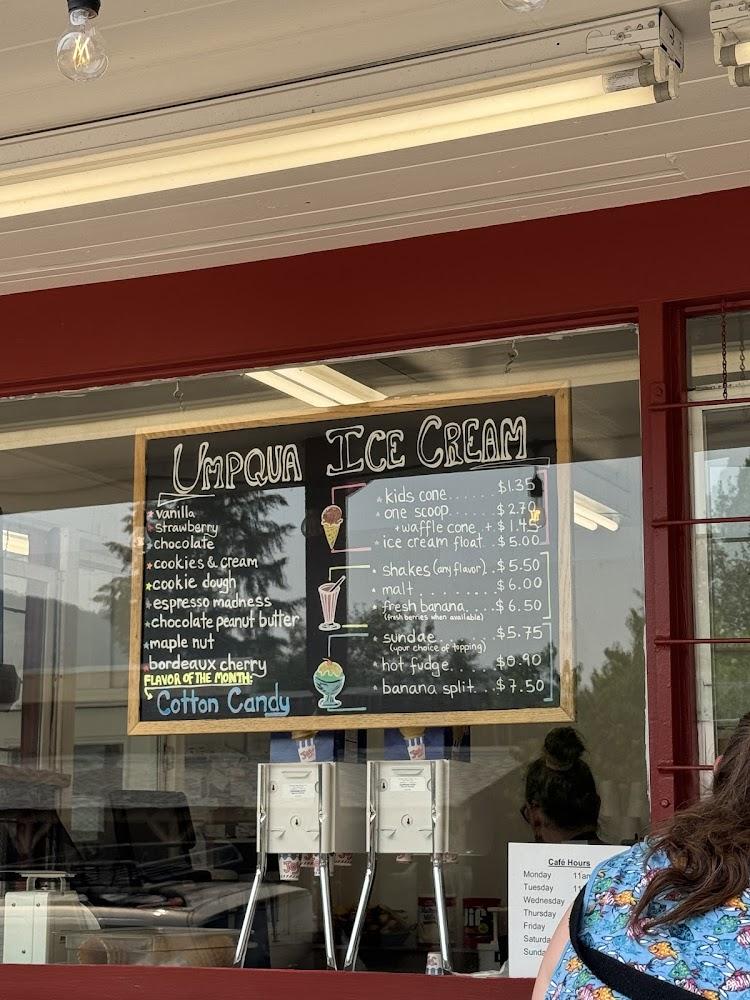 UMPQUA ICE CREAM
vanilla
strawberry
chocolate
cookies & cream
cookie dough
espresso madness
chocolate peanut butter
maple nut
bordeaux cherry
FLAVOR OF THE MONTH:
Cotton Candy
kids cone...... $1.35
one scoop...... $2.70
+waffle cone .+. $1.45
ice cream float .. $5.00
shakes (any flavor).. $5.50
malt ........ $6.00
fresh banana.... $6.50
(fresh berries when available)
sundae....... $5.75
(your choice of topping)
hot fudge.... $0.90
banana split... $7.50
Café Hours
Monday 11am
Tuesday
Wednesday
Thursday
Friday